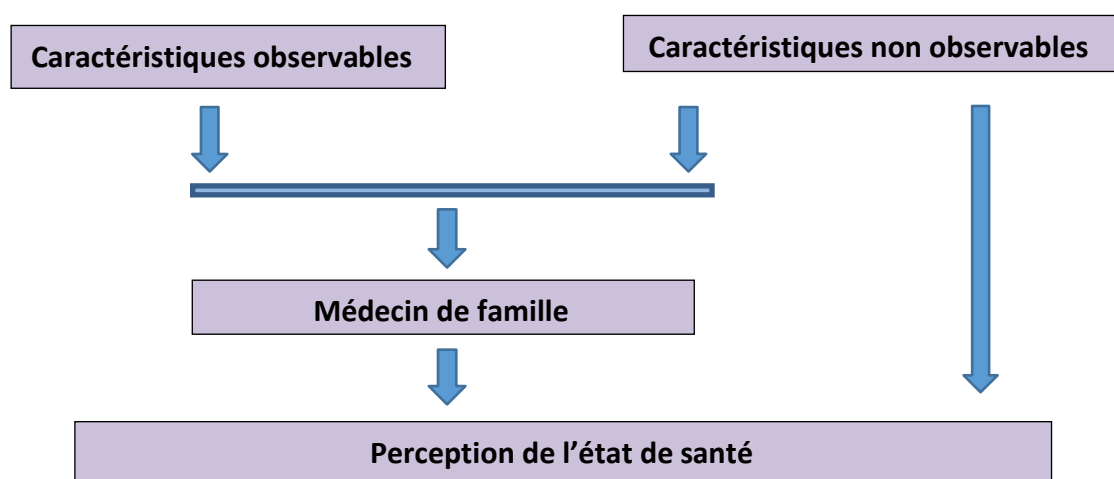 Caractéristiques observables
Caractéristiques non observables
Médecin de famille
Perception de l’état de santé